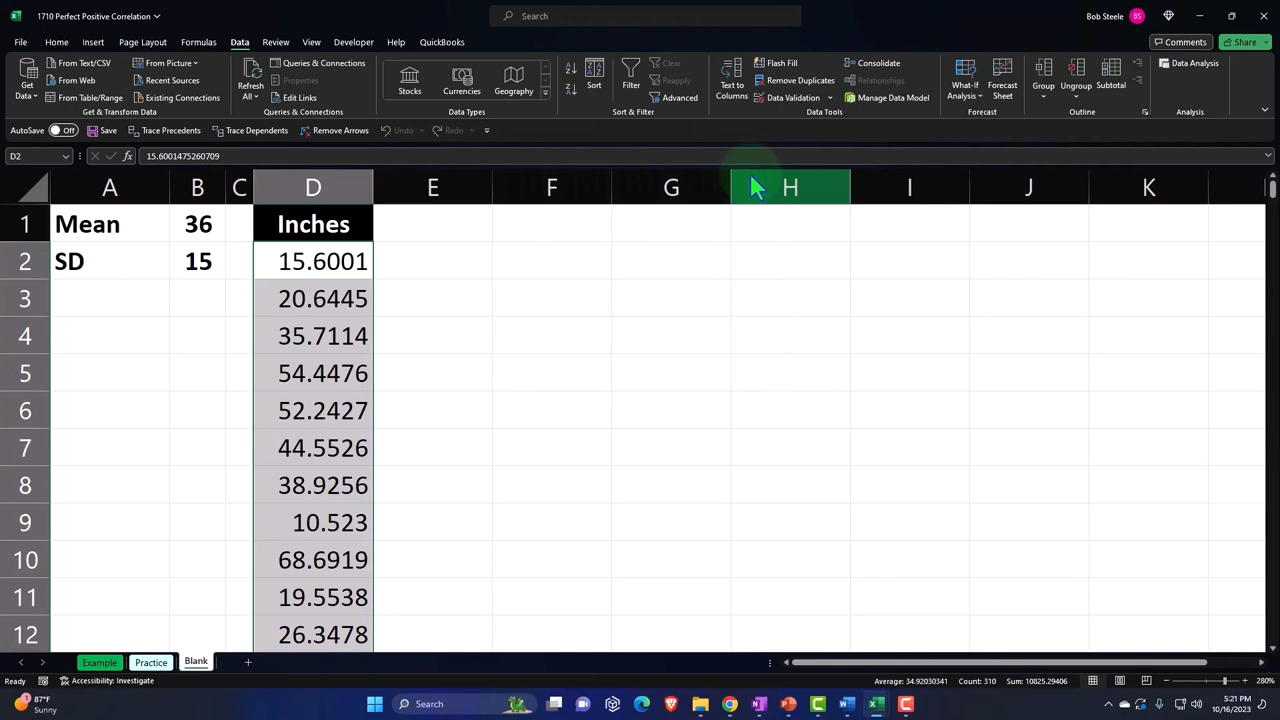 1710 Perfect Positive Correlation
Search
Bob Steele
BS
File
Home
Insert
Page Layout
Formulas
Data
Review
View
Developer
Help
QuickBooks
Comments
Share
Get
Data
From Text/CSV
From Web
From Table/Range
From Picture
Recent Sources
Existing Connections
Get & Transform Data
Refresh
All
Queries & Connections
Properties
Edit Links
Queries & Connections
Stocks
Currencies
Geography
Data Types
Sort
Filter
Clear
Reapply
Advanced
Sort & Filter
Text to
Columns
Flash Fill
Remove Duplicates
Data Validation
Consolidate
Relationships
Manage Data Model
Data Tools
What-If
Analysis
Forecast
Sheet
Forecast
Group
Ungroup
Subtotal
Outline
Data Analysis
Analysis
AutoSave Off
Save
Trace Precedents
Trace Dependents
Remove Arrows
Undo
Redo
D2
fx
15.6001475260709
A B C D E F G H I J K
1 Mean 36 Inches
2 SD 15 15.6001
3 20.6445
4 35.7114
5 54.4476
6 52.2427
7 44.5526
8 38.9256
9 10.523
10 68.6919
11 19.5538
12 26.3478
Example
Practice
Blank
Ready
Accessibility: Investigate
Average: 34.92030341
Count: 310
Sum: 10825.29406
280%
87°F
Sunny
Search
5:21 PM
10/16/2023